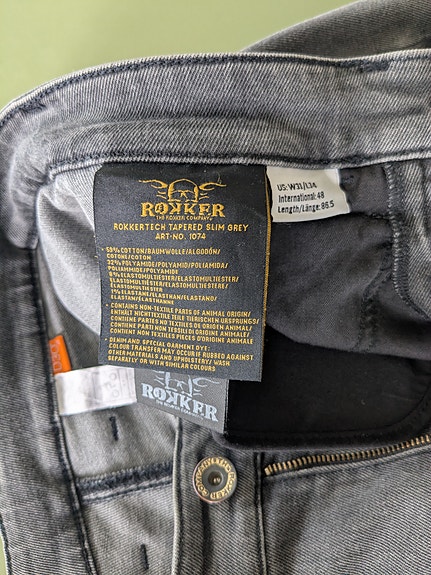 ROKKER
THE ROKKER COMPANY
ROKKERTECH TAPERED SLIM GREY
ART-NO. 1074
• 59% COTTON/BAUMWOLLE/ALGODÓN/
COTONE/COTON
32% POLYAMIDE/POLYAMID/POLIAMIDA/
POLIAMMIDE/POLYAMIDE
8% ELASTOMULTIESTER/ELASTOMULTIESTER/
ELASTOMULTIÉSTER/ELASTOMULTIESTERE/
ELASTOMULTIESTER
1% ELASTANE/ELASTHAN/ELASTANO/
ELASTAN/ELASTHANNE
• CONTAINS NON-TEXTILE PARTS OF ANIMAL ORIGIN/
ENTHÄLT NICHTTEXTILE TEILE TIERISCHEN URSPRUNGS/
CONTIENE PARTES NO TEXTILES DE ORIGEN ANIMAL/
CONTIENE PARTI NON TESSILI DI ORIGINE ANIMALE/
CONTIENT NON TEXTILES PIÈCES D'ORIGINE ANIMALE
• DENIM AND SPECIAL GARMENT DYE:
COLOUR TRANSFER MAY OCCUR IF RUBBED AGAINST
OTHER MATERIALS AND UPHOLSTERY/ WASH
SEPARATLY OR WITH SIMILAR COLOURS
US: W31/L34
International: 48
Length/Länge: 86.5
ROKKER
THE ROKKER COMPANY